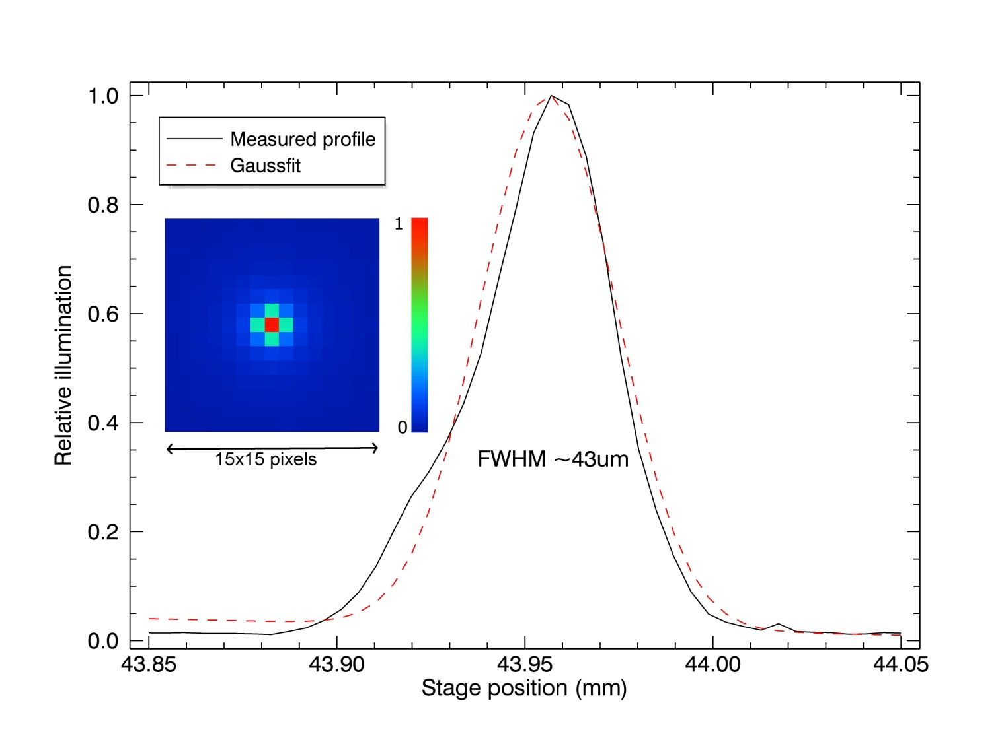 1.0
0.8
0.6
0.4
0.2
0.0
Relative illumination
Measured profile
Gaussfit
1
0
15x15 pixels
FWHM ~43um
43.85 43.90 43.95 44.00 44.05
Stage position (mm)